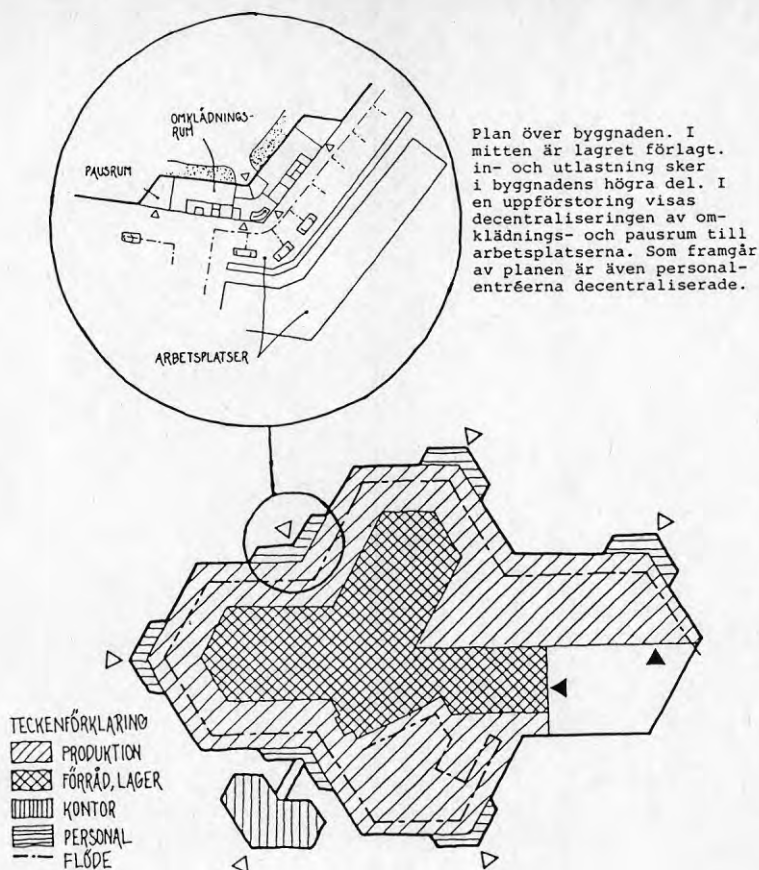 OMKLÄDNINGS-
RUM
PAUSRUM
ARBETSPLATSER
Plan över byggnaden. I
mitten är lagret förlagt.
in- och utlastning sker
i byggnadens högra del. I
en uppförstoring visas
decentraliseringen av om-
klädnings- och pausrum till
arbetsplatserna. Som framgår
av planen är även personal-
entréerna decentraliserade.
TECKENFÖRKLARING
PRODUKTION
FÖRRÅD, LAGER
KONTOR
PERSONAL
FLÖDE